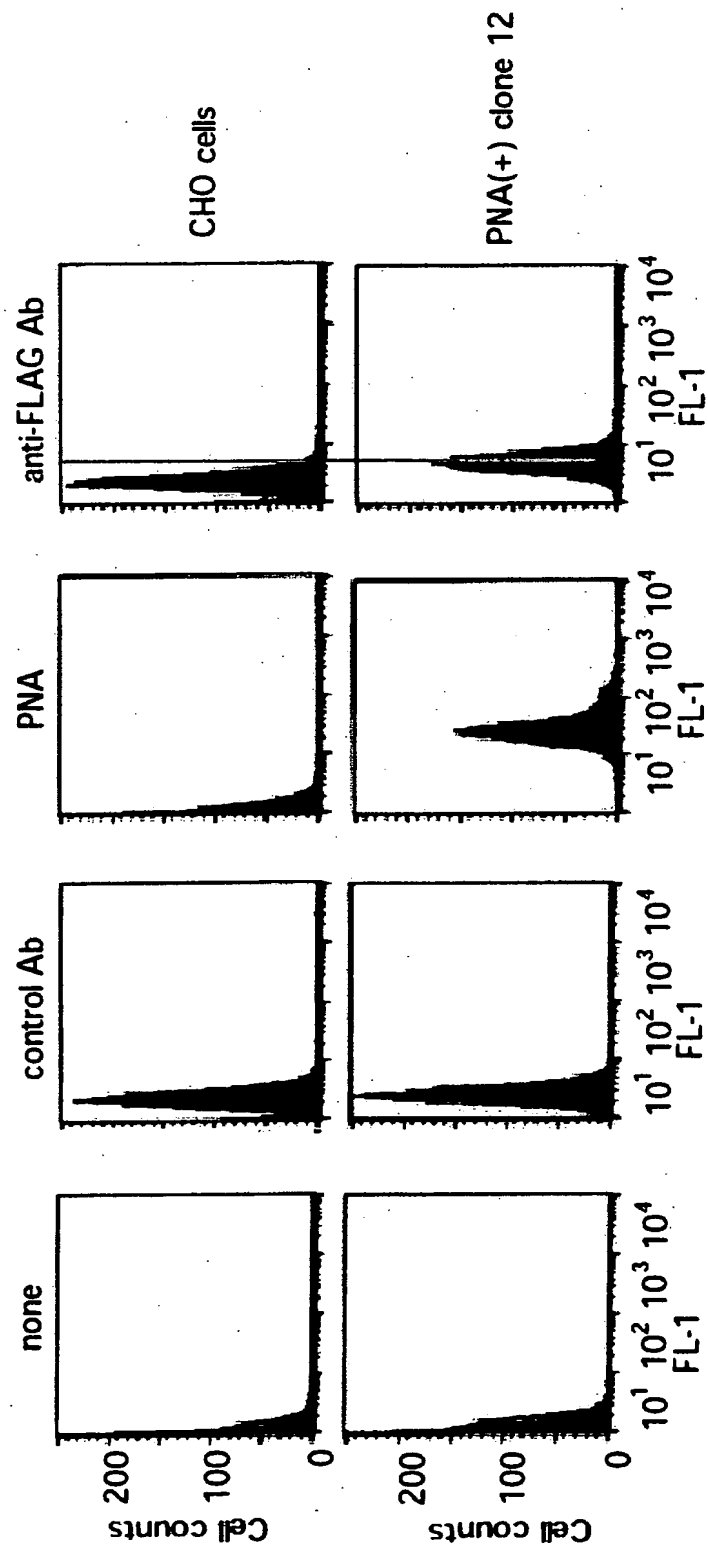 none
control Ab
PNA
anti-FLAG Ab
Cell counts
200
100
0
CHO cells
Cell counts
200
100
0
PNA(+) clone 12
10¹ 10² 10³ 10⁴
FL-1
10¹ 10² 10³ 10⁴
FL-1
10¹ 10² 10³ 10⁴
FL-1
10¹ 10² 10³ 10⁴
FL-1